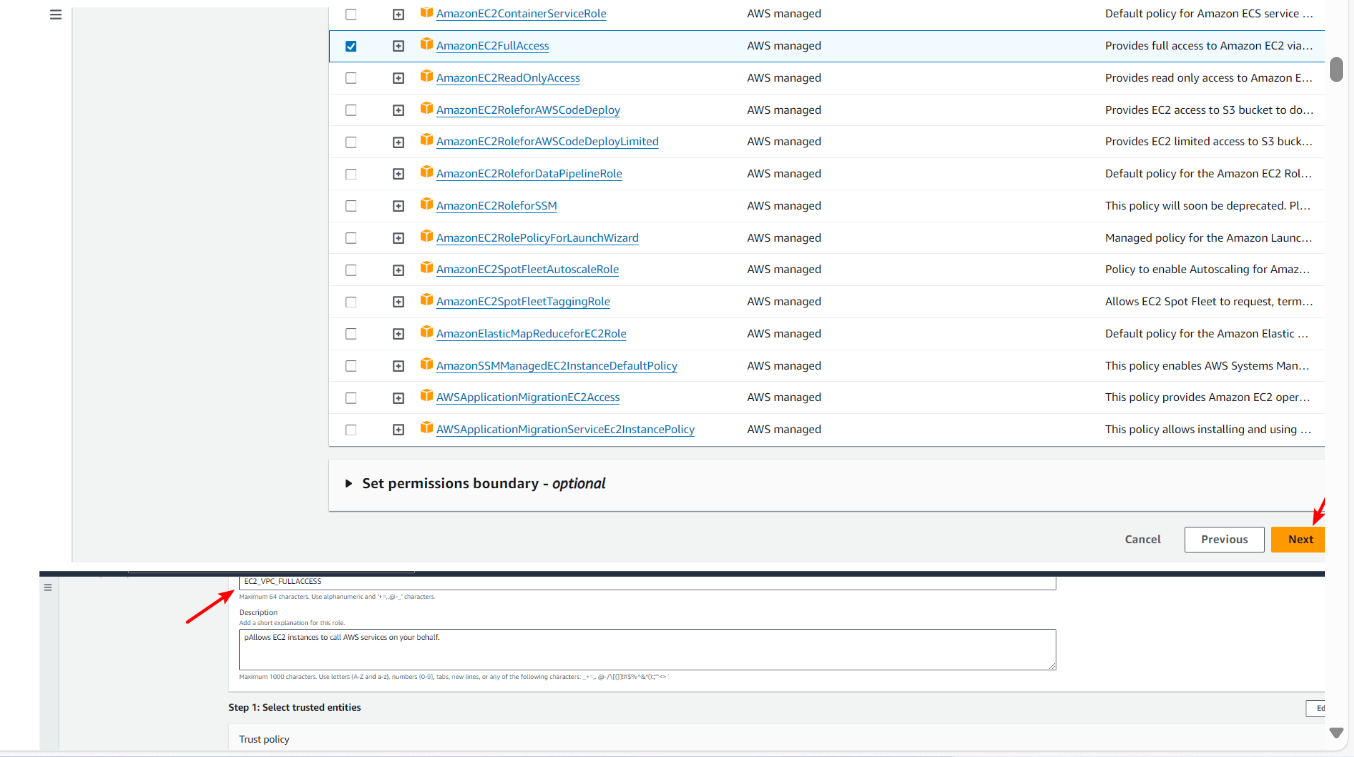 AmazonEC2ContainerServiceRole AWS managed Default policy for Amazon ECS service ...
AmazonEC2FullAccess AWS managed Provides full access to Amazon EC2 via...
AmazonEC2ReadOnlyAccess AWS managed Provides read only access to Amazon E...
AmazonEC2RoleforAWSCodeDeploy AWS managed Provides EC2 access to S3 bucket to do...
AmazonEC2RoleforAWSCodeDeployLimited AWS managed Provides EC2 limited access to S3 buck...
AmazonEC2RoleforDataPipelineRole AWS managed Default policy for the Amazon EC2 Rol...
AmazonEC2RoleforSSM AWS managed This policy will soon be deprecated. Pl...
AmazonEC2RolePolicyForLaunchWizard AWS managed Managed policy for the Amazon Launc...
AmazonEC2SpotFleetAutoscaleRole AWS managed Policy to enable Autoscaling for Amaz...
AmazonEC2SpotFleetTaggingRole AWS managed Allows EC2 Spot Fleet to request, term...
AmazonElasticMapReduceforEC2Role AWS managed Default policy for the Amazon Elastic ...
AmazonSSMManagedEC2InstanceDefaultPolicy AWS managed This policy enables AWS Systems Man...
AWSApplicationMigrationEC2Access AWS managed This policy provides Amazon EC2 oper...
AWSApplicationMigrationServiceEc2InstancePolicy AWS managed This policy allows installing and using ...
Set permissions boundary - optional
Cancel Previous Next
EC2_VPC_FULLACCESS
Maximum 64 characters. Use alphanumeric and '+=,.@-_' characters.
Description
Add a short explanation for this role.
pAllows EC2 instances to call AWS services on your behalf.
Maximum 1000 characters. Use letters (A-Z and a-z), numbers (0-9), tabs, new lines, or any of the following characters:
Step 1: Select trusted entities
Ed
Trust policy